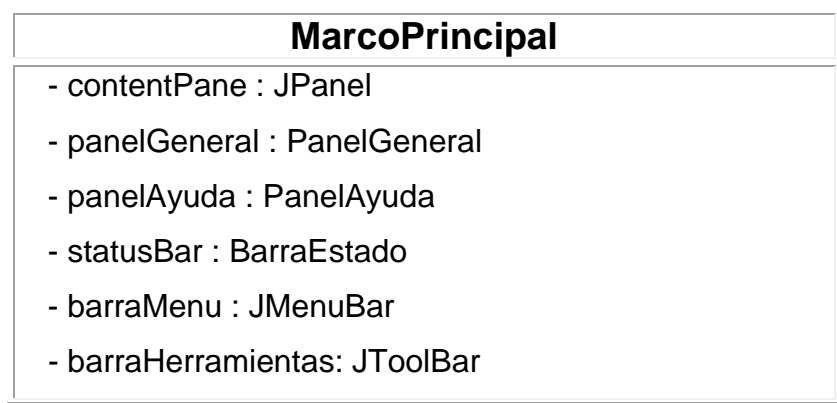 MarcoPrincipal
- contentPane : JPanel
- panelGeneral : PanelGeneral
- panelAyuda : PanelAyuda
- statusBar : BarraEstado
- barraMenu : JMenuBar
- barraHerramientas: JToolBar